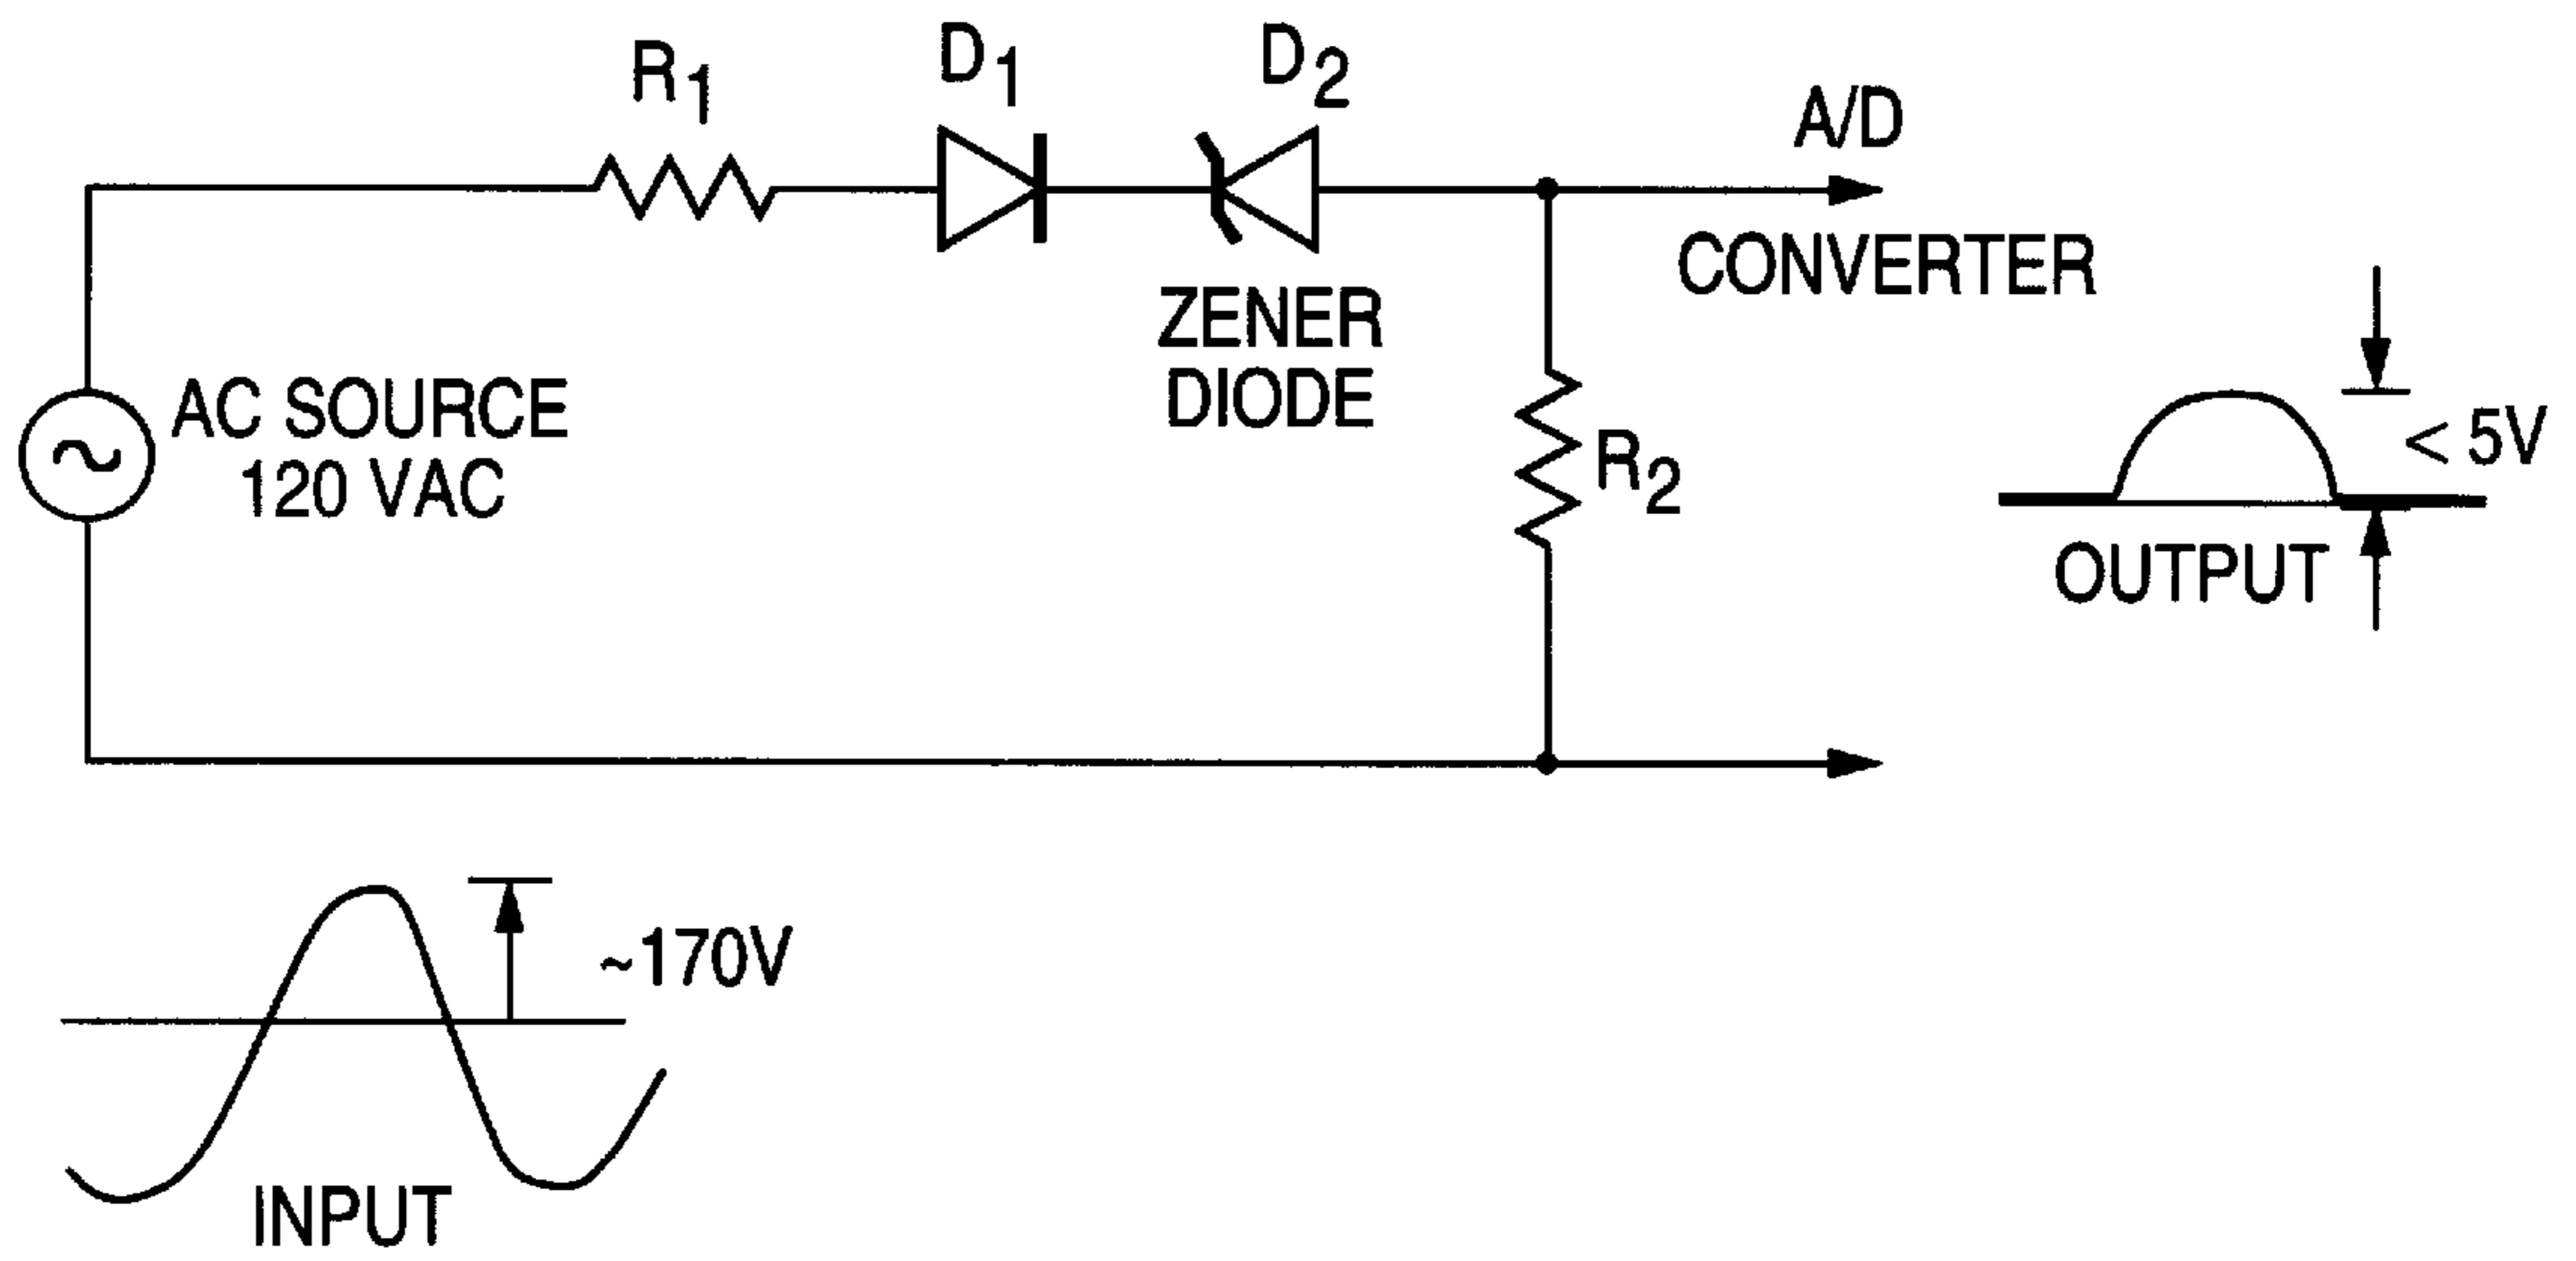 R1
D1
D2
A/D
CONVERTER
ZENER
DIODE
AC SOURCE
120 VAC
R2
< 5V
OUTPUT
~170V
INPUT